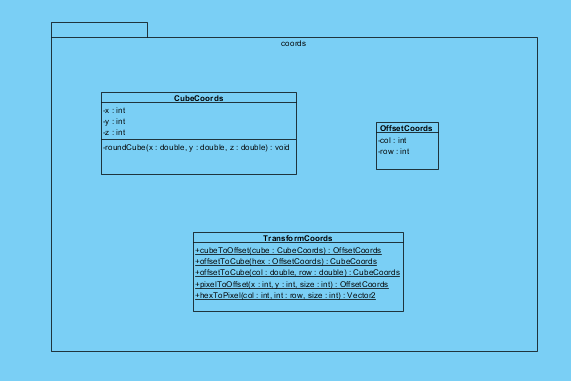 coords
CubeCoords
-x : int
-y : int
-z : int
-roundCube(x : double, y : double, z : double) : void
OffsetCoords
-col : int
-row : int
TransformCoords
+cubeToOffset(cube : CubeCoords) : OffsetCoords
+offsetToCube(hex : OffsetCoords) : CubeCoords
+offsetToCube(col : double, row : double) : CubeCoords
+pixelToOffset(x : int, y : int, size : int) : OffsetCoords
+hexToPixel(col : int, int : row, size : int) : Vector2